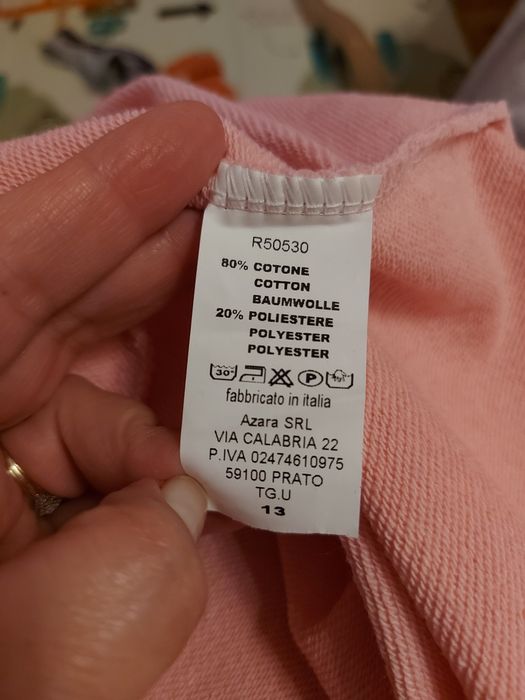 R50530
80% COTONE
COTTON
BAUMWOLLE
20% POLIESTERE
POLYESTER
POLYESTER
30° P
fabbricato in italia
Azara SRL
VIA CALABRIA 22
P.IVA 02474610975
59100 PRATO
TG.U
13